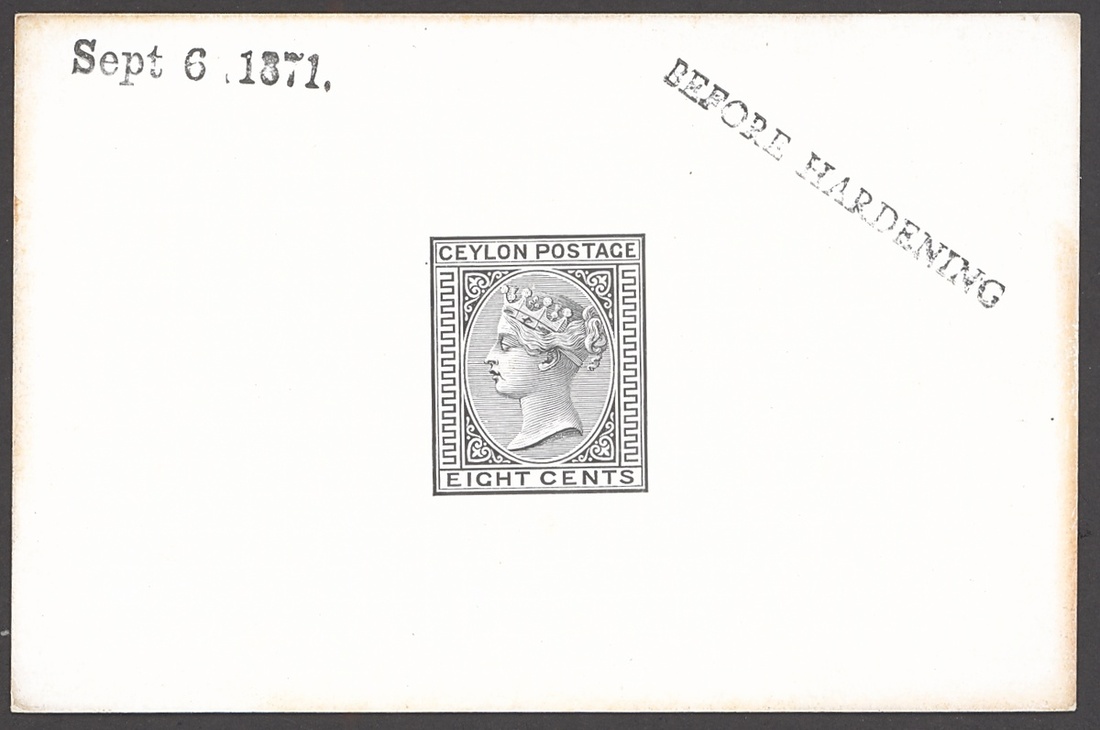 Sept 6 .1871.
BEFORE HARDENING
CEYLON POSTAGE
EIGHT CENTS